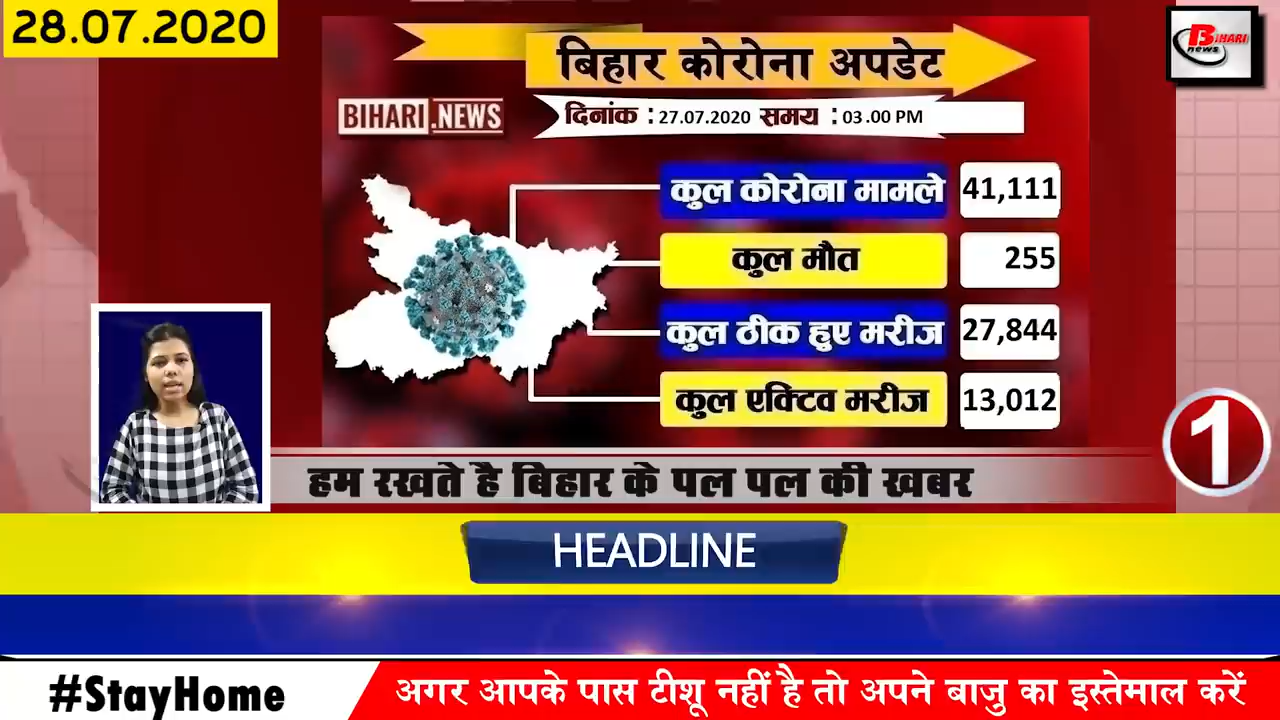 28.07.2020
बिहार कोरोना अपडेट
BIHARI NEWS
BIHARI.NEWS
दिनांक : 27.07.2020 समय : 03.00 PM
कुल कोरोना मामले 41,111
कुल मौत 255
कुल ठीक हुए मरीज 27,844
कुल एक्टिव मरीज 13,012
1
हम रखते है बिहार के पल पल की खबर
HEADLINE
#StayHome
अगर आपके पास टीशू नहीं है तो अपने बाजु का इस्तेमाल करें